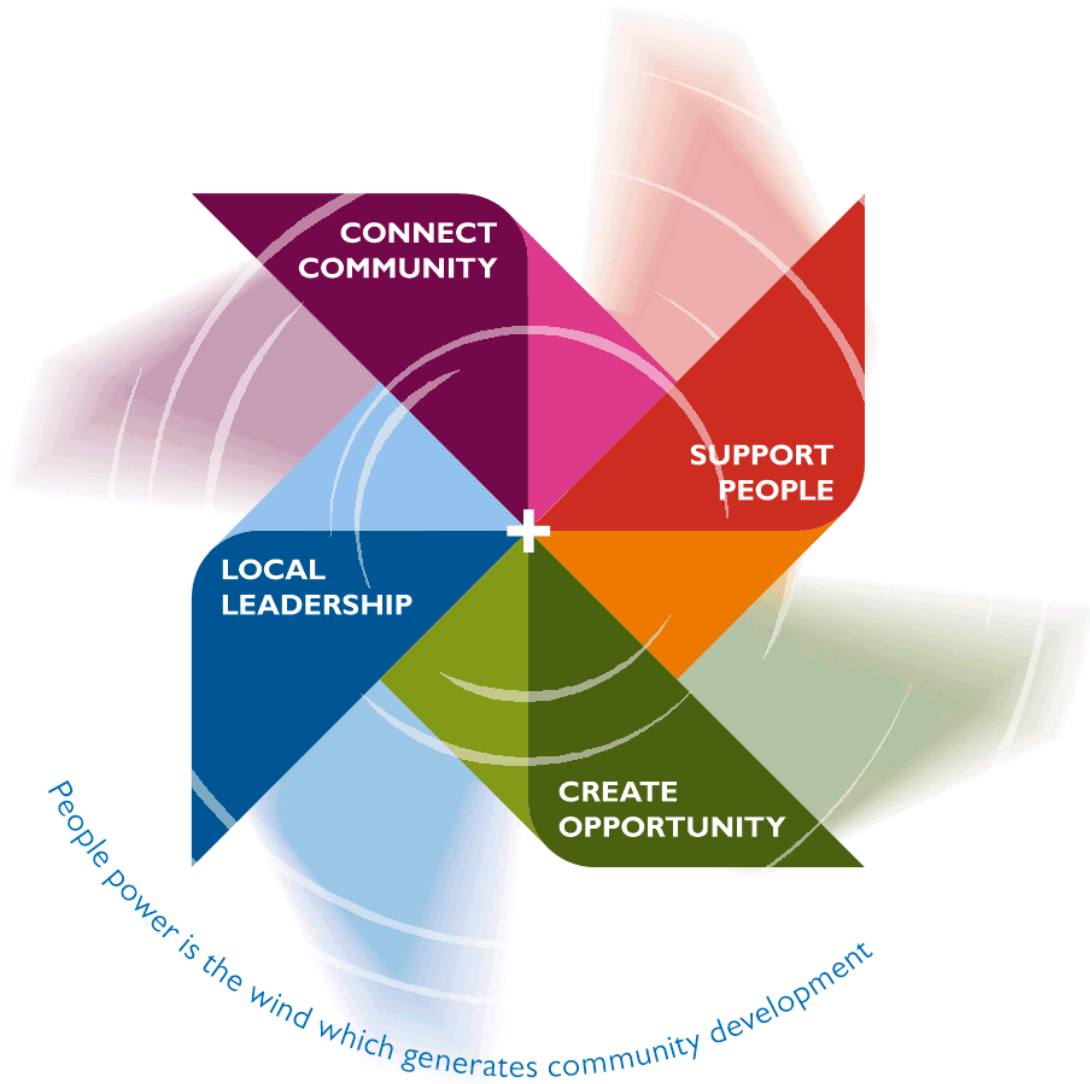 CONNECT
COMMUNITY
SUPPORT
PEOPLE
LOCAL
LEADERSHIP
CREATE
OPPORTUNITY
People power is the wind which generates community development